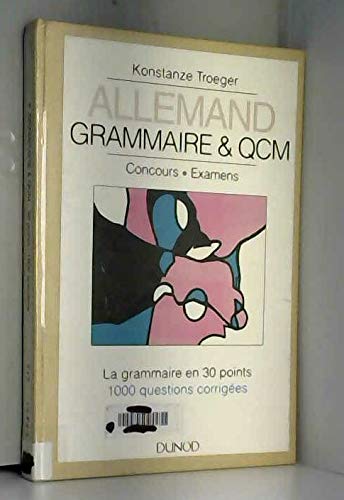 Konstanze Troeger
ALLEMAND
GRAMMAIRE & QCM
Concours • Examens
La grammaire en 30 points
1000 questions corrigées
DUNOD